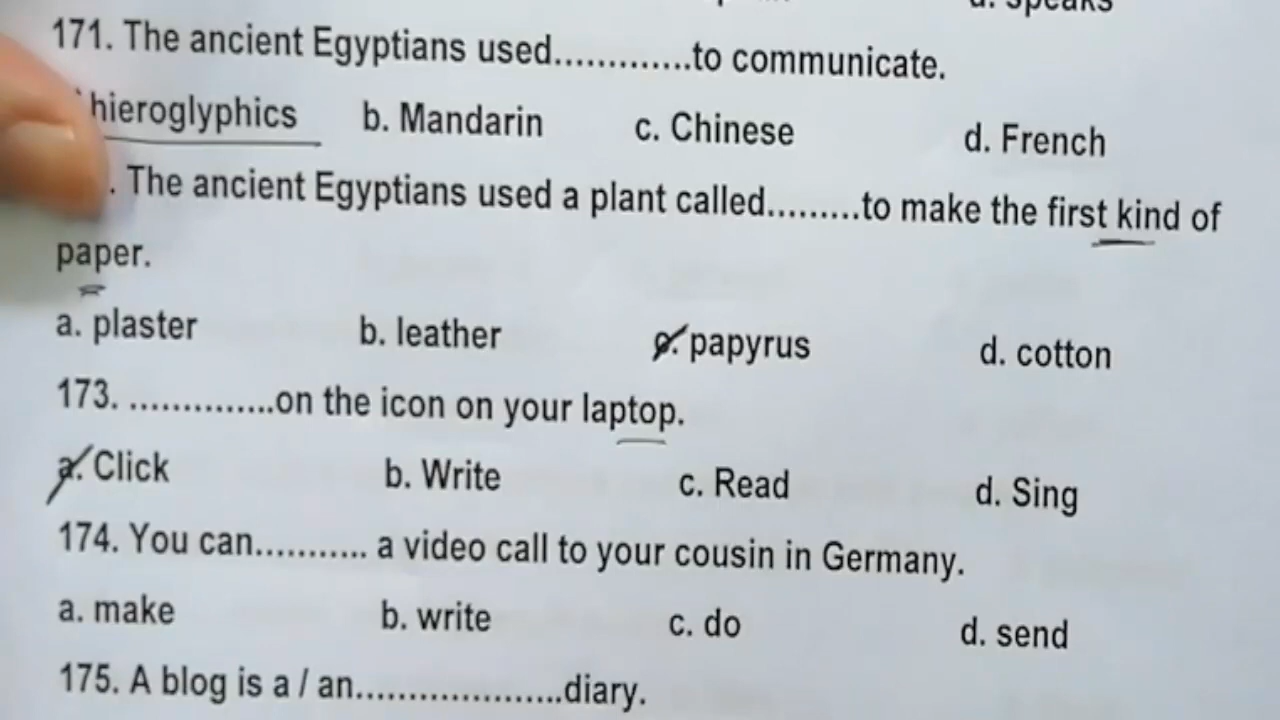 d. speaks
171. The ancient Egyptians used.............to communicate.
hieroglyphics b. Mandarin c. Chinese d. French
. The ancient Egyptians used a plant called.........to make the first kind of
paper.
a. plaster b. leather c. papyrus d. cotton
173. ..............on the icon on your laptop.
a. Click b. Write c. Read d. Sing
174. You can........... a video call to your cousin in Germany.
a. make b. write c. do d. send
175. A blog is a / an....................diary.